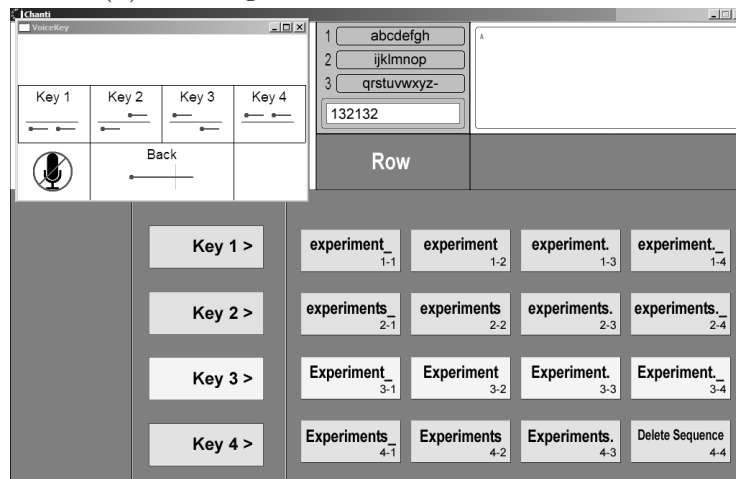 Chanti
VoiceKey
Key 1 Key 2 Key 3 Key 4
Back
1 abcdefgh
2 ijklmnop
3 qrstuvwxyz-
132132
A
Row
Key 1 > experiment_ 1-1 experiment 1-2 experiment. 1-3 experiment._ 1-4
Key 2 > experiments_ 2-1 experiments 2-2 experiments. 2-3 experiments._ 2-4
Key 3 > Experiment_ 3-1 Experiment 3-2 Experiment. 3-3 Experiment._ 3-4
Key 4 > Experiments_ 4-1 Experiments 4-2 Experiments. 4-3 Delete Sequence 4-4